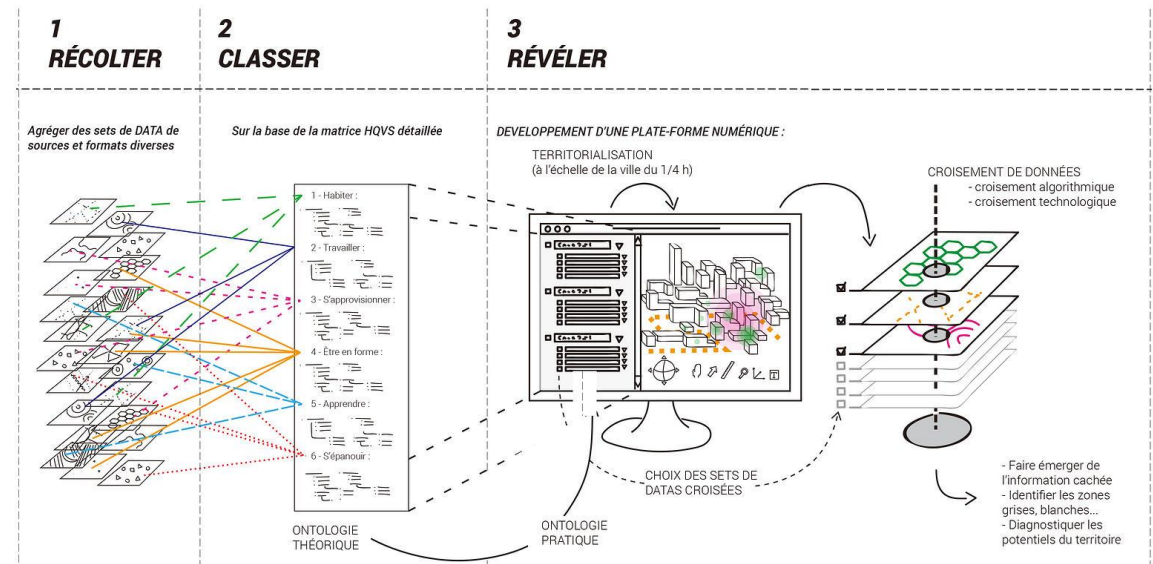 1
RÉCOLTER
2
CLASSER
3
RÉVÉLER
Agréger des sets de DATA de
sources et formats diverses
Sur la base de la matrice HQVS détaillée
DEVELOPPEMENT D'UNE PLATE-FORME NUMÉRIQUE :
TERRITORIALISATION
(à l'échelle de la ville du 1/4 h)
CROISEMENT DE DONNÉES
- croisement algorithmique
- croisement technologique
1 - Habiter :
2 - Travailler :
3 - S'approvisionner :
4 - Être en forme :
5 - Apprendre :
6 - S'épanouir :
ONTOLOGIE
THÉORIQUE
ONTOLOGIE
PRATIQUE
CHOIX DES SETS DE
DATAS CROISÉES
- Faire émerger de
l'information cachée
- Identifier les zones
grises, blanches...
- Diagnostiquer les
potentiels du territoire